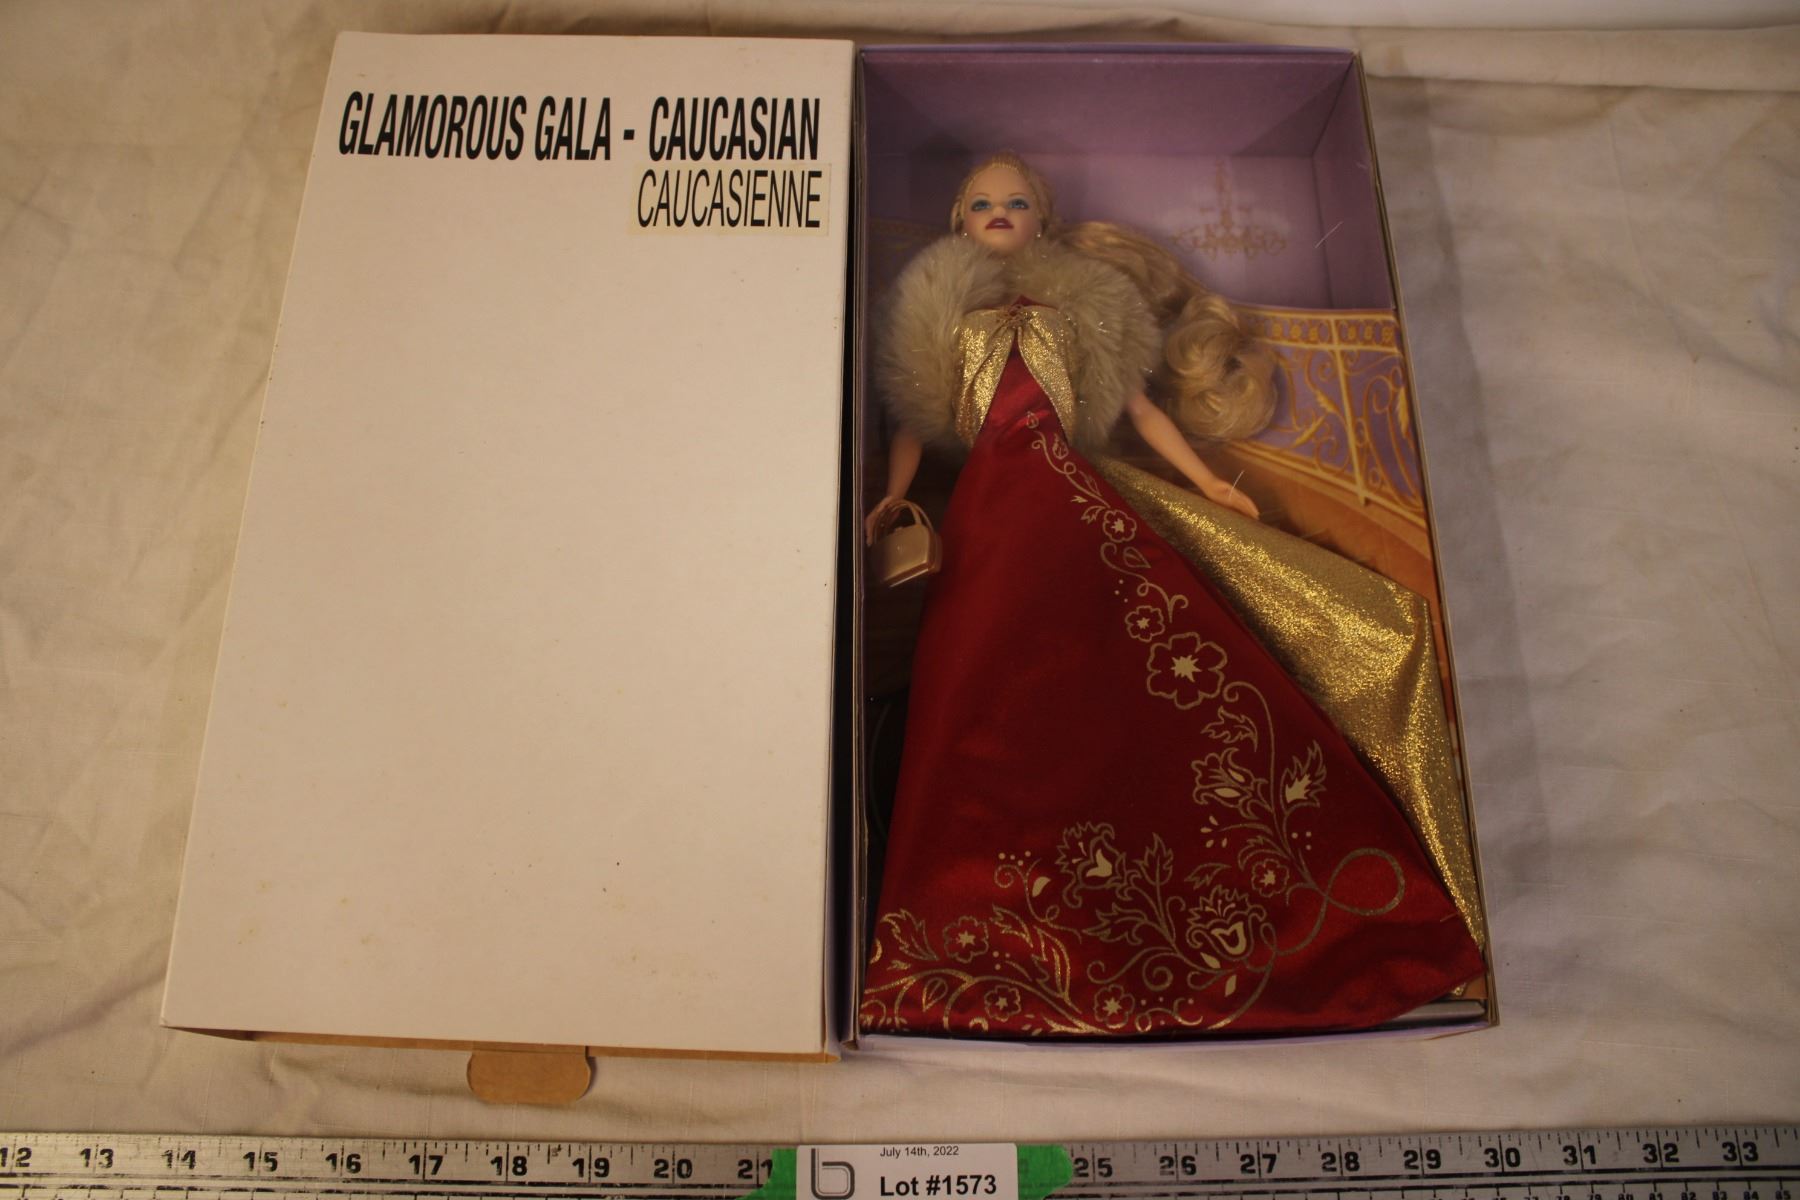 GLAMOROUS GALA - CAUCASIAN
CAUCASIENNE
12 13 14 15 16 17 18 19 20 21 25 26 27 28 29 30 31 32 33
July 14th, 2022
b Lot #1573